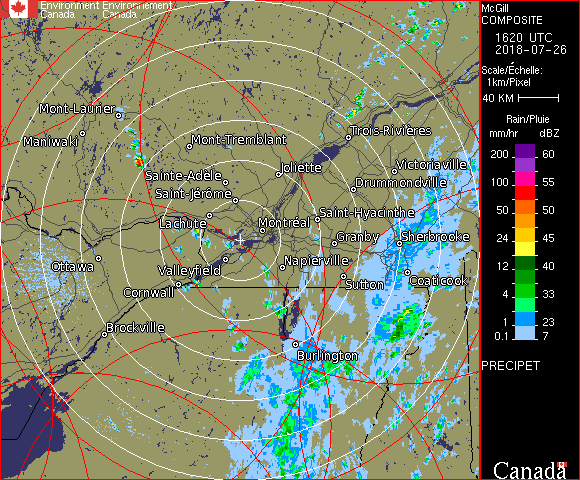 Environment Environnement
Canada Canada
McGill
COMPOSITE
1620 UTC
2018-07-26
Scale/Échelle:
1km/Pixel
40 KM
Rain/Pluie
mm/hr dBZ
200 60
100 55
50 50
24 45
12 40
4 33
1 23
0.1 7
PRECIPET
Canada
Mont-Laurier
Maniwaki
Mont-Tremblant
Trois-Rivières
Joliette
Victoriaville
Sainte-Adèle
Drummondville
Saint-Jérôme
Saint-Hyacinthe
Lachute
Montréal
Granby
Sherbrooke
Ottawa
Valleyfield
Napierville
Coaticook
Sutton
Cornwall
Brockville
Burlington